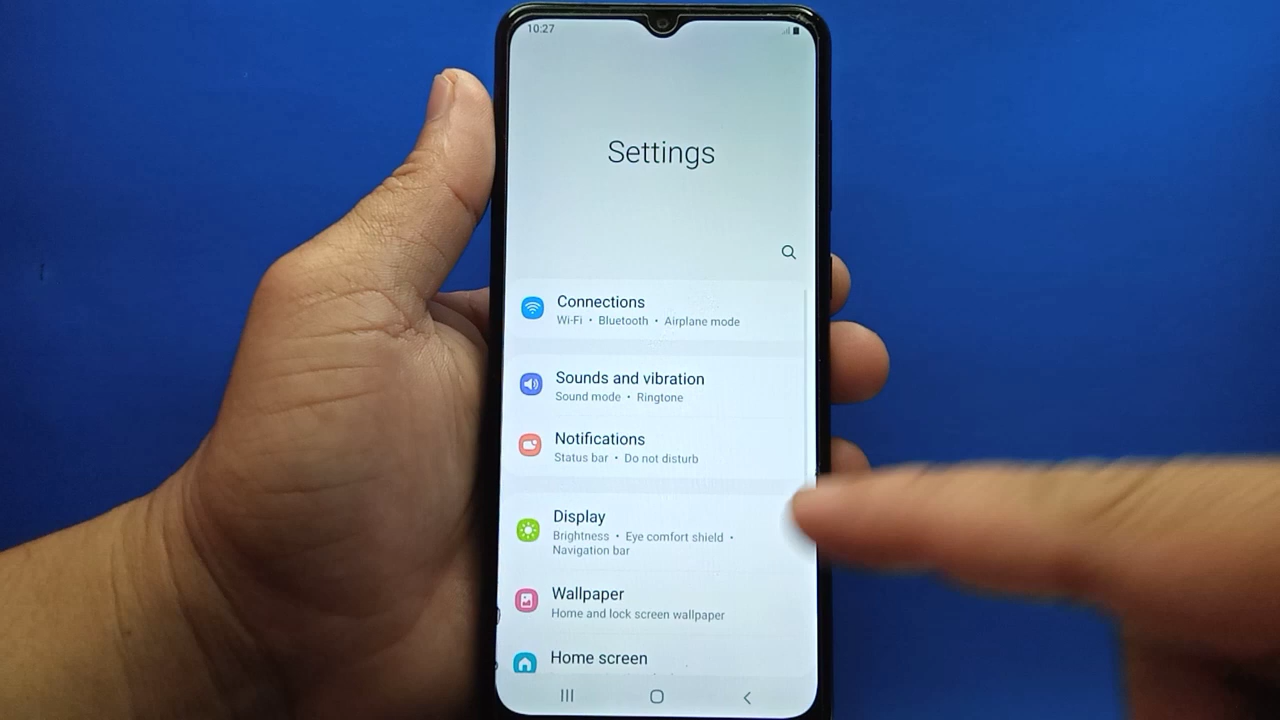 10:27
Settings
Connections
Wi-Fi • Bluetooth • Airplane mode
Sounds and vibration
Sound mode • Ringtone
Notifications
Status bar • Do not disturb
Display
Brightness • Eye comfort shield •
Navigation bar
Wallpaper
Home and lock screen wallpaper
Home screen